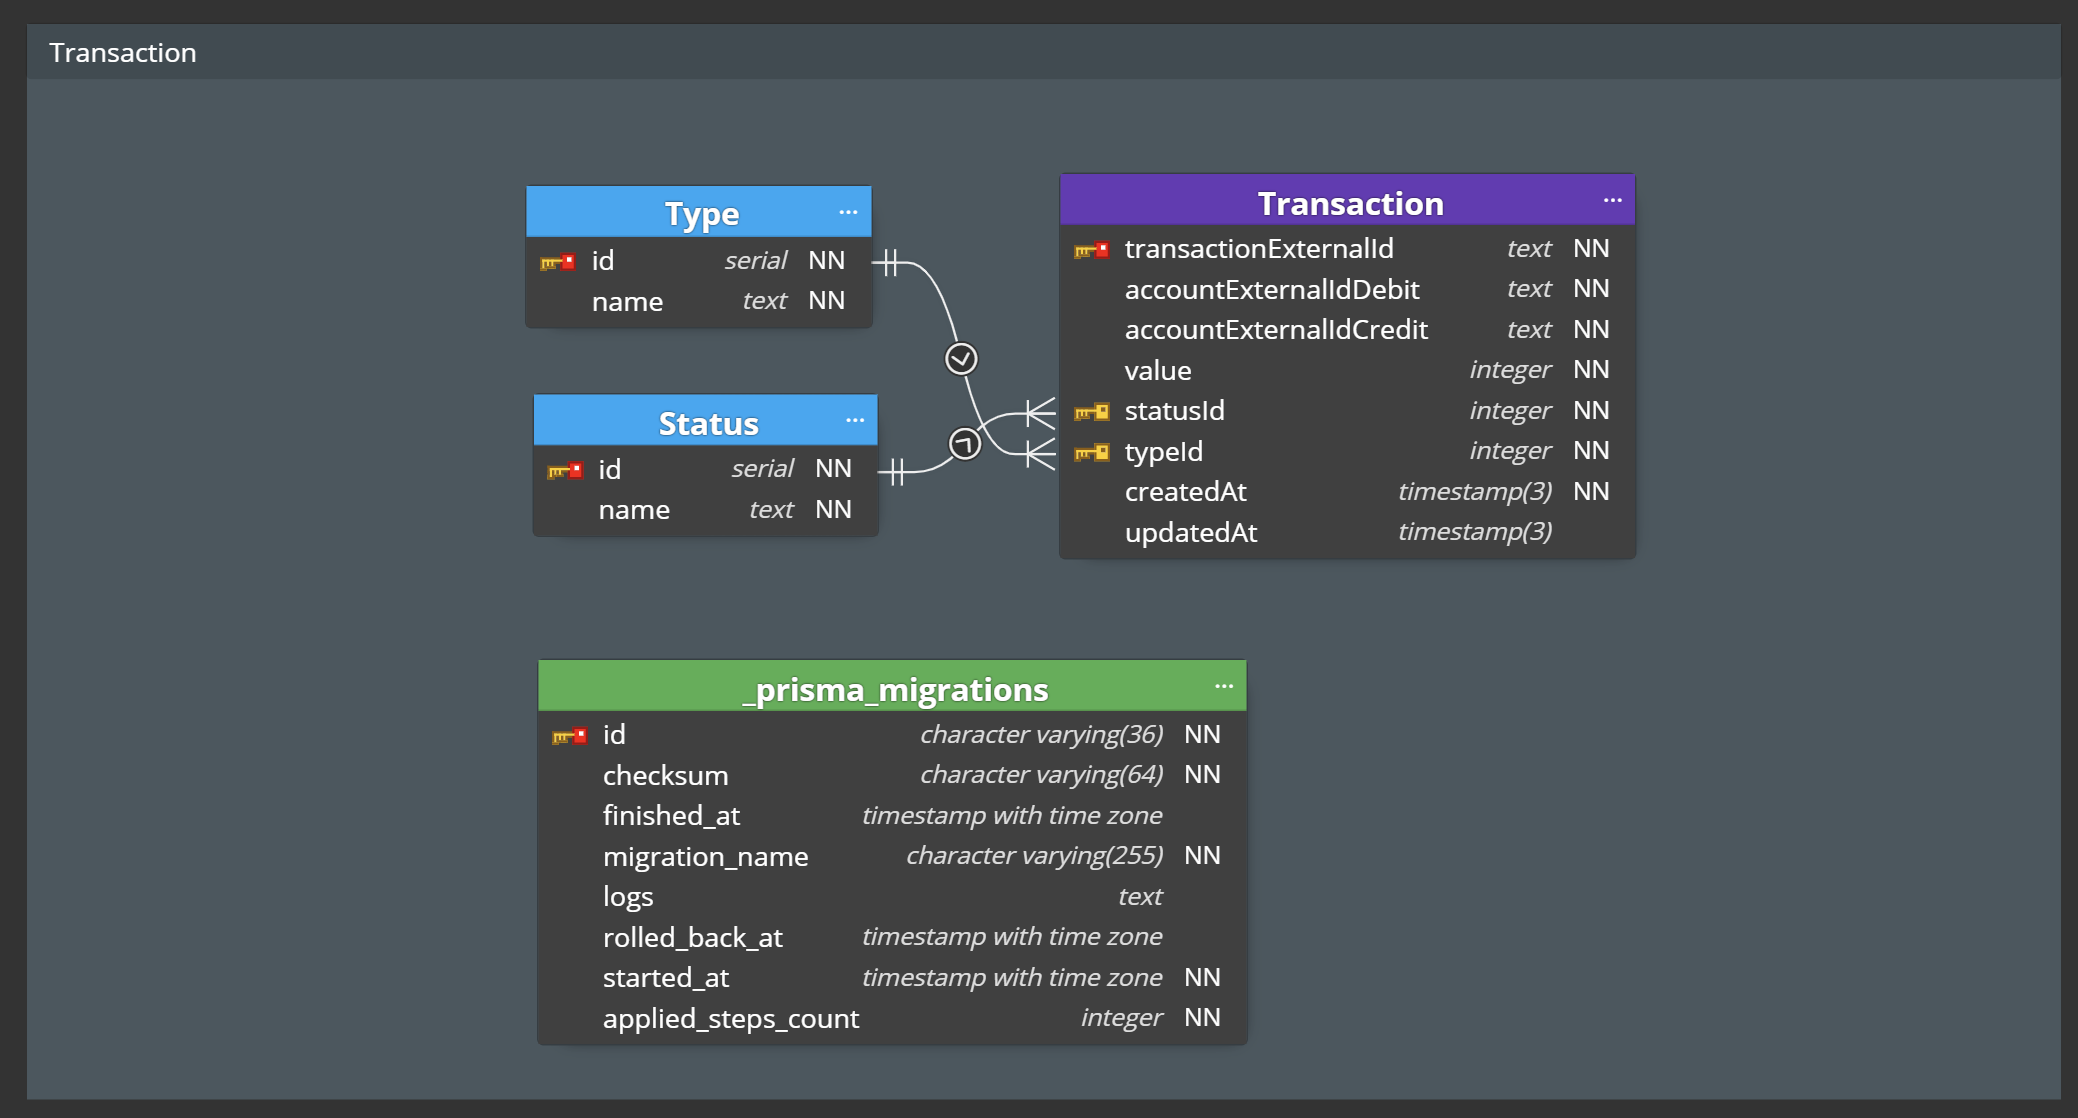 Transaction
Type ...
id serial NN
name text NN
Status ...
id serial NN
name text NN
Transaction ...
transactionExternalId text NN
accountExternalIdDebit text NN
accountExternalIdCredit text NN
value integer NN
statusId integer NN
typeId integer NN
createdAt timestamp(3) NN
updatedAt timestamp(3)
_prisma_migrations ...
id character varying(36) NN
checksum character varying(64) NN
finished_at timestamp with time zone
migration_name character varying(255) NN
logs text
rolled_back_at timestamp with time zone
started_at timestamp with time zone NN
applied_steps_count integer NN